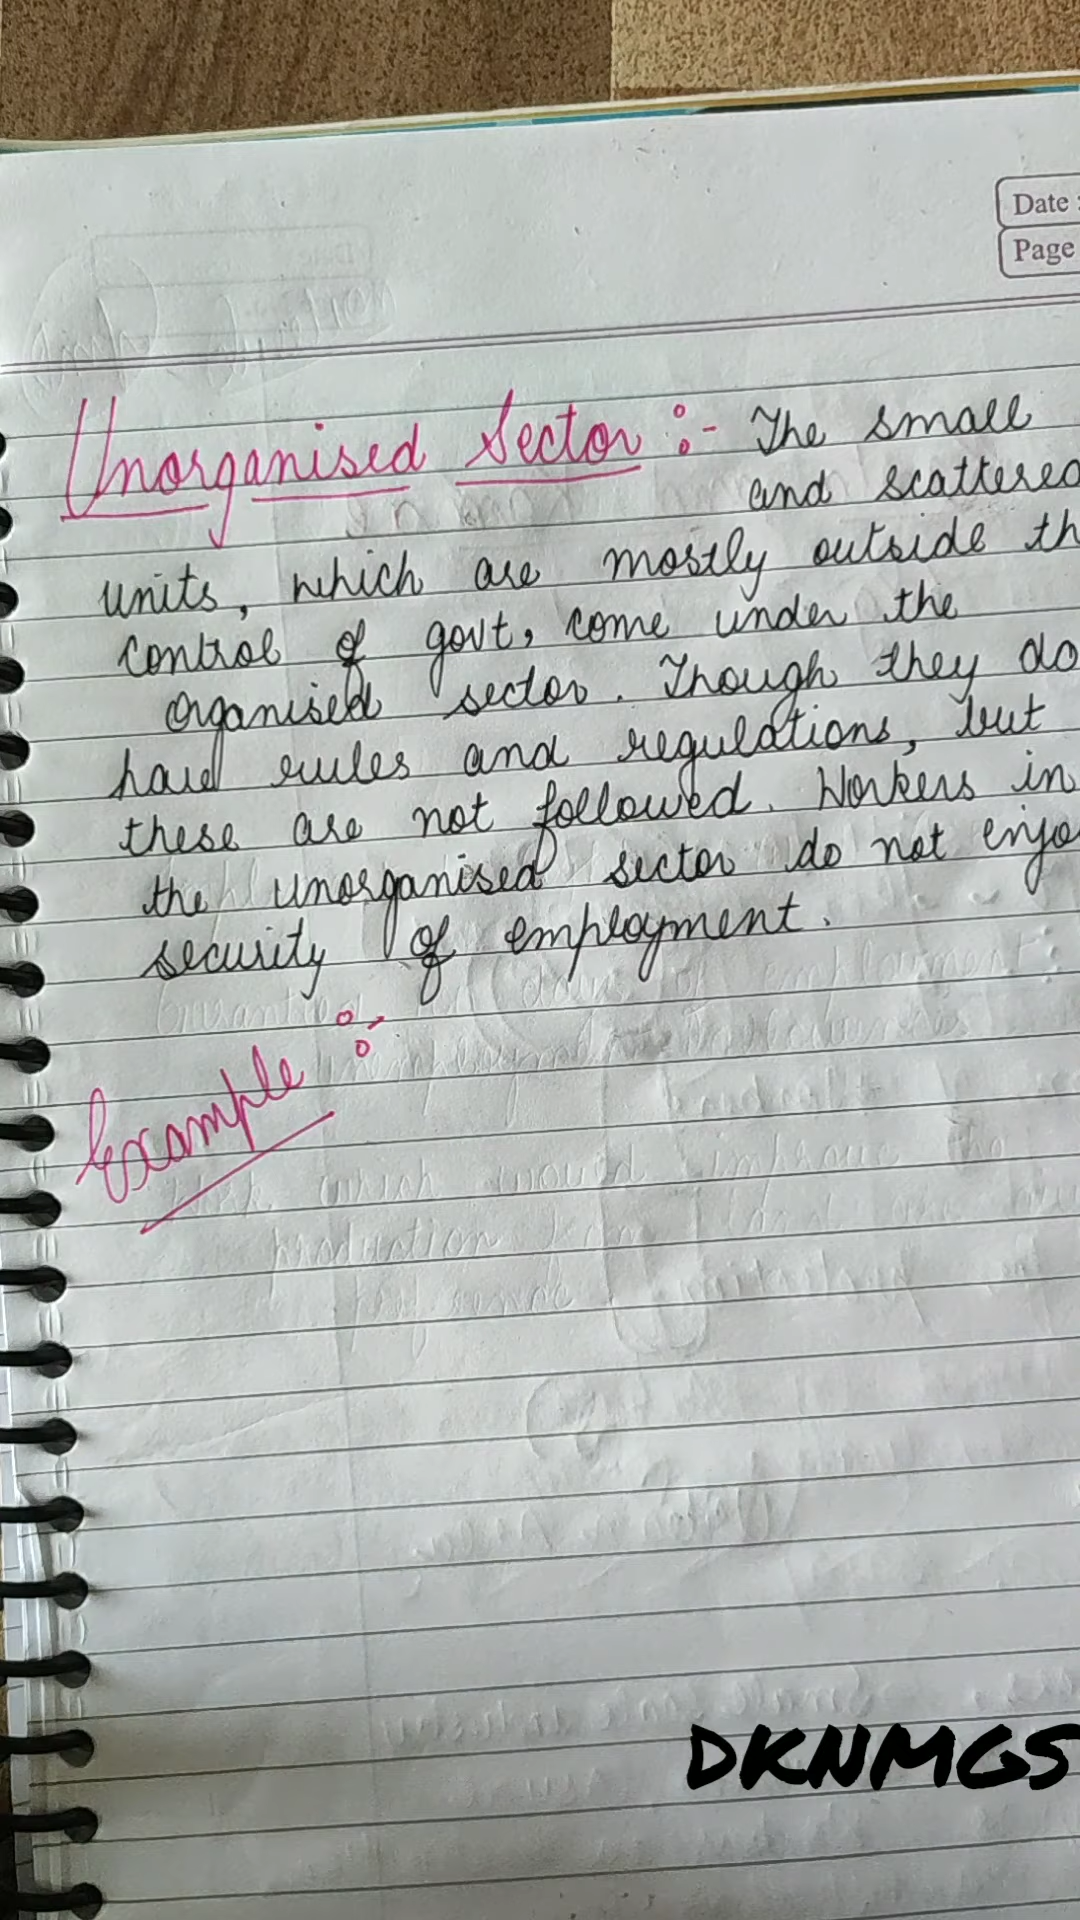 Date :
Page
Unorganised Sector :- The small
and scattered
units, which are mostly outside th
control of govt, come under the
organised sector. Though they do
have rules and regulations, but
these are not followed. Workers in
the unorganised sector do not enjo
security of employment.
Example :-
DKNMGS